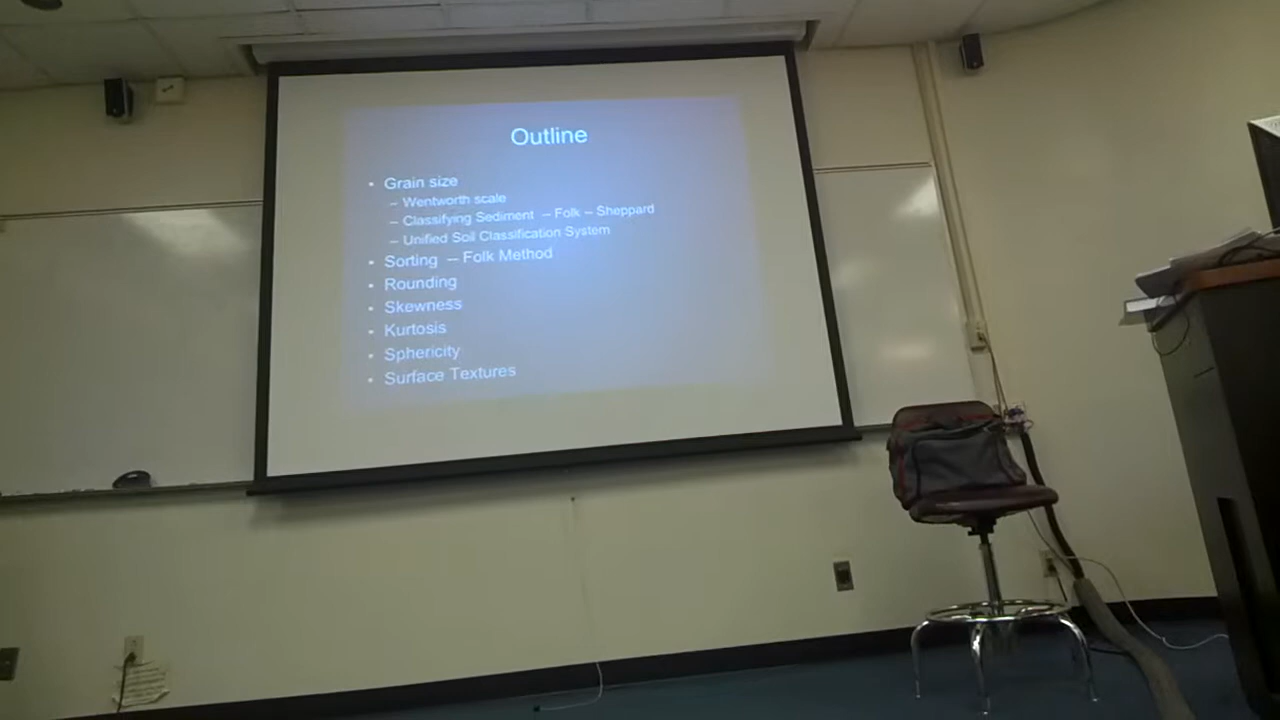 Outline
• Grain size
– Wentworth scale
– Classifying Sediment – Folk – Sheppard
– Unified Soil Classification System
• Sorting – Folk Method
• Rounding
• Skewness
• Kurtosis
• Sphericity
• Surface Textures